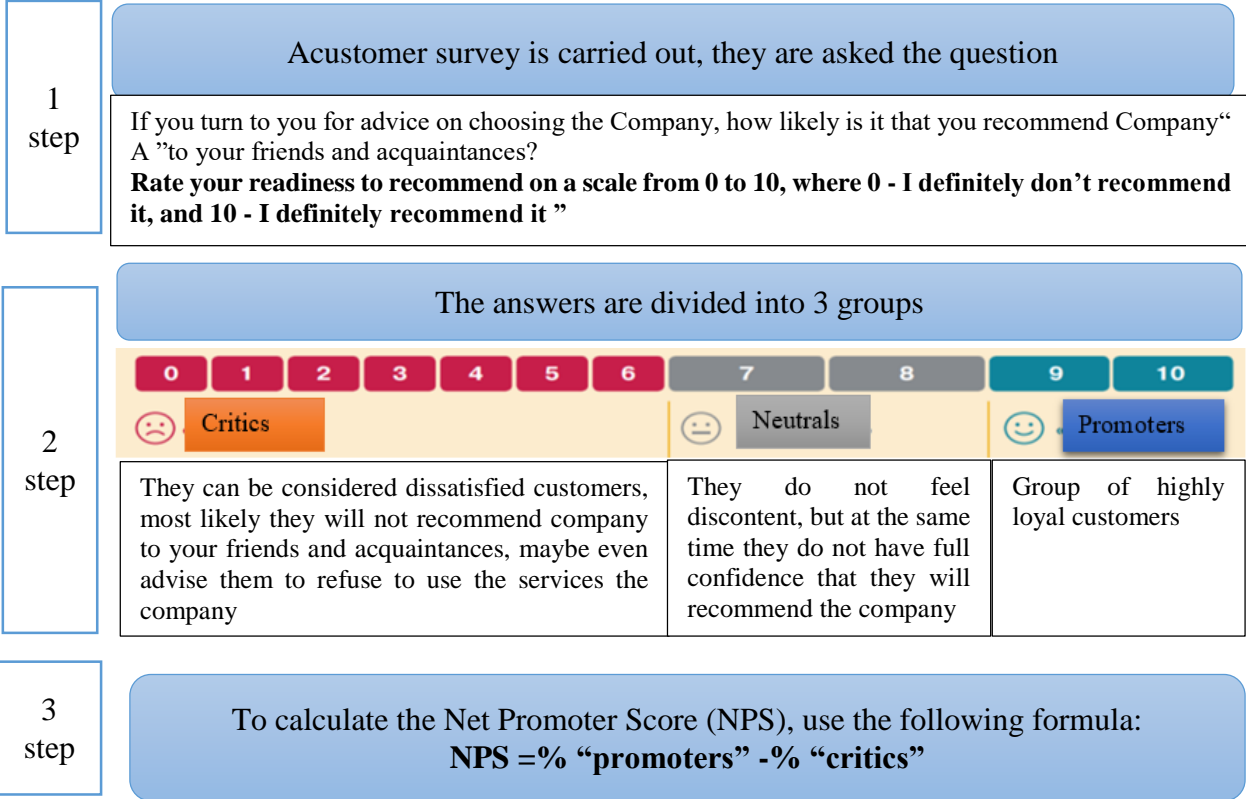 1
step
Acustomer survey is carried out, they are asked the question
If you turn to you for advice on choosing the Company, how likely is it that you recommend Company“
A ”to your friends and acquaintances?
Rate your readiness to recommend on a scale from 0 to 10, where 0 - I definitely don’t recommend
it, and 10 - I definitely recommend it ”
2
step
The answers are divided into 3 groups
0 1 2 3 4 5 6 7 8 9 10
Critics
Neutrals
Promoters
They can be considered dissatisfied customers,
most likely they will not recommend company
to your friends and acquaintances, maybe even
advise them to refuse to use the services the
company
They do not feel
discontent, but at the same
time they do not have full
confidence that they will
recommend the company
Group of highly
loyal customers
3
step
To calculate the Net Promoter Score (NPS), use the following formula:
NPS =% “promoters” -% “critics”